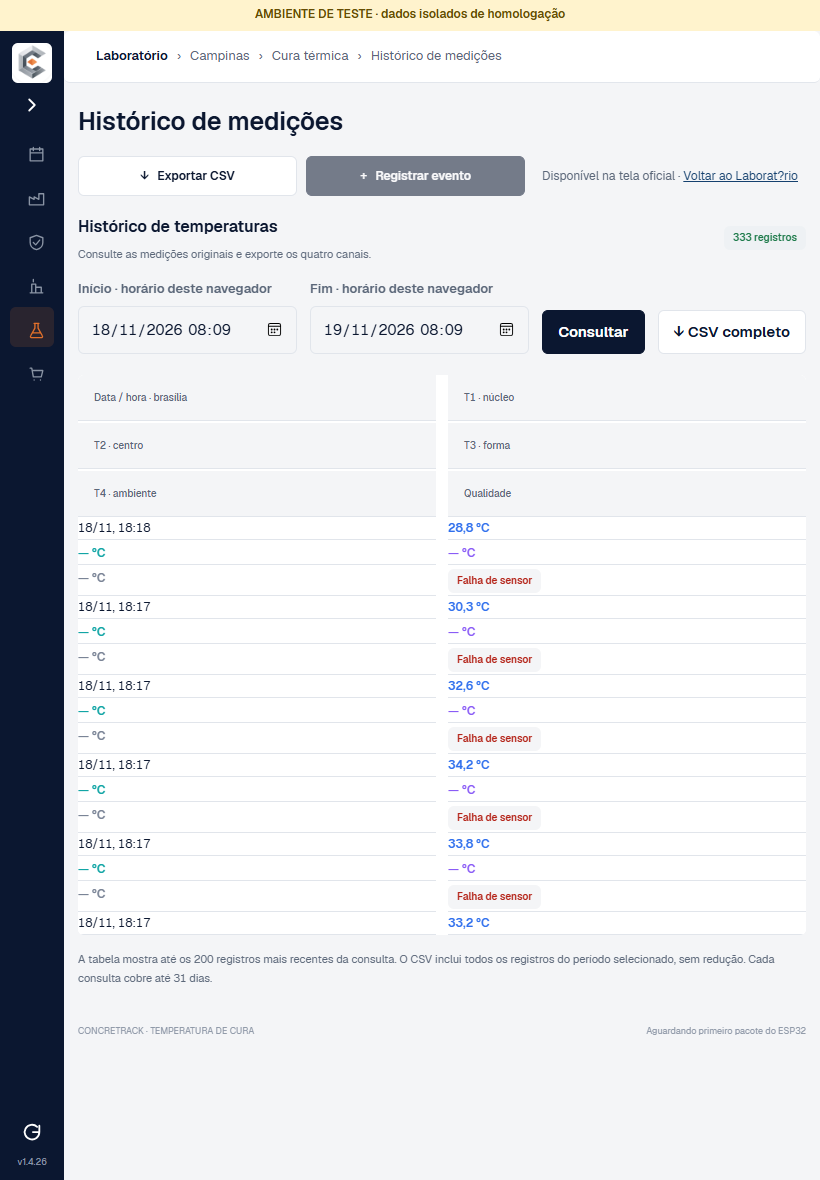 AMBIENTE DE TESTE · dados isolados de homologação
Laboratório › Campinas › Cura térmica › Histórico de medições
Histórico de medições
↓ Exportar CSV
+ Registrar evento
Disponível na tela oficial · Voltar ao Laborat?rio
Histórico de temperaturas
333 registros
Consulte as medições originais e exporte os quatro canais.
Início · horário deste navegador
Fim · horário deste navegador
18/11/2026 08:09
19/11/2026 08:09
Consultar
↓ CSV completo
Data / hora · brasília
T1 · núcleo
T2 · centro
T3 · forma
T4 · ambiente
Qualidade
18/11, 18:18
28,8 °C
— °C
— °C
— °C
Falha de sensor
18/11, 18:17
30,3 °C
— °C
— °C
— °C
Falha de sensor
18/11, 18:17
32,6 °C
— °C
— °C
— °C
Falha de sensor
18/11, 18:17
34,2 °C
— °C
— °C
— °C
Falha de sensor
18/11, 18:17
33,8 °C
— °C
— °C
— °C
Falha de sensor
18/11, 18:17
33,2 °C
A tabela mostra até os 200 registros mais recentes da consulta. O CSV inclui todos os registros do período selecionado, sem redução. Cada
consulta cobre até 31 dias.
CONCRETRACK · TEMPERATURA DE CURA
Aguardando primeiro pacote do ESP32
v1.4.26